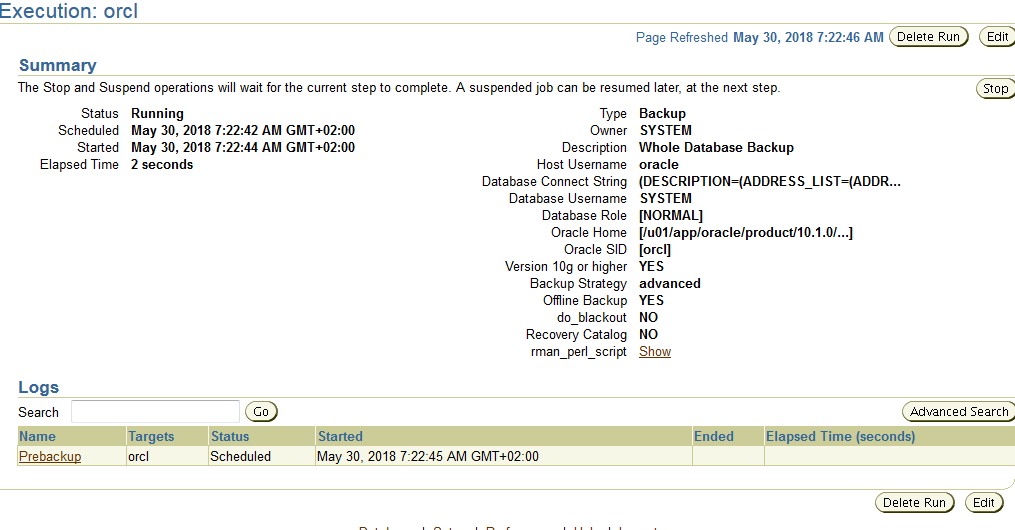 Execution: orcl
Page Refreshed May 30, 2018 7:22:46 AM Delete Run Edit
Summary
The Stop and Suspend operations will wait for the current step to complete. A suspended job can be resumed later, at the next step. Stop
Status Running
Scheduled May 30, 2018 7:22:42 AM GMT+02:00
Started May 30, 2018 7:22:44 AM GMT+02:00
Elapsed Time 2 seconds
Type Backup
Owner SYSTEM
Description Whole Database Backup
Host Username oracle
Database Connect String (DESCRIPTION=(ADDRESS_LIST=(ADDR...
Database Username SYSTEM
Database Role [NORMAL]
Oracle Home [/u01/app/oracle/product/10.1.0/...]
Oracle SID [orcl]
Version 10g or higher YES
Backup Strategy advanced
Offline Backup YES
do_blackout NO
Recovery Catalog NO
rman_perl_script Show
Logs
Search Go Advanced Search
Name Targets Status Started Ended Elapsed Time (seconds)
Prebackup orcl Scheduled May 30, 2018 7:22:45 AM GMT+02:00
Delete Run Edit